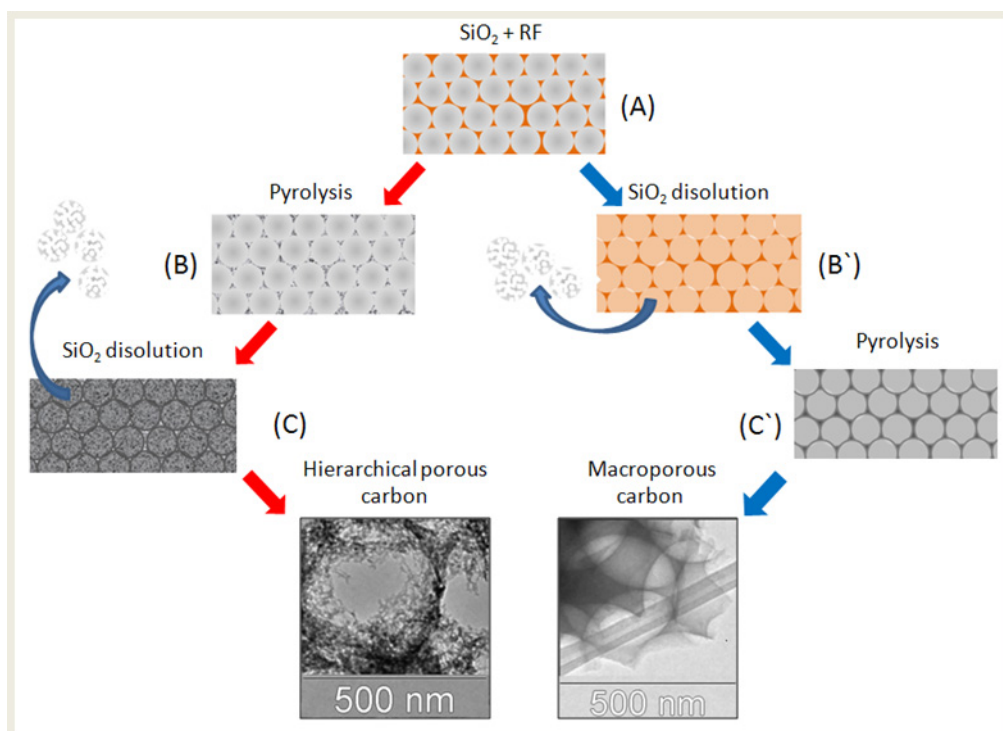 SiO₂ + RF
(A)
Pyrolysis
SiO₂ disolution
(B)
(B`)
SiO₂ disolution
Pyrolysis
(C)
(C`)
Hierarchical porous
carbon
Macroporous
carbon
500 nm
500 nm